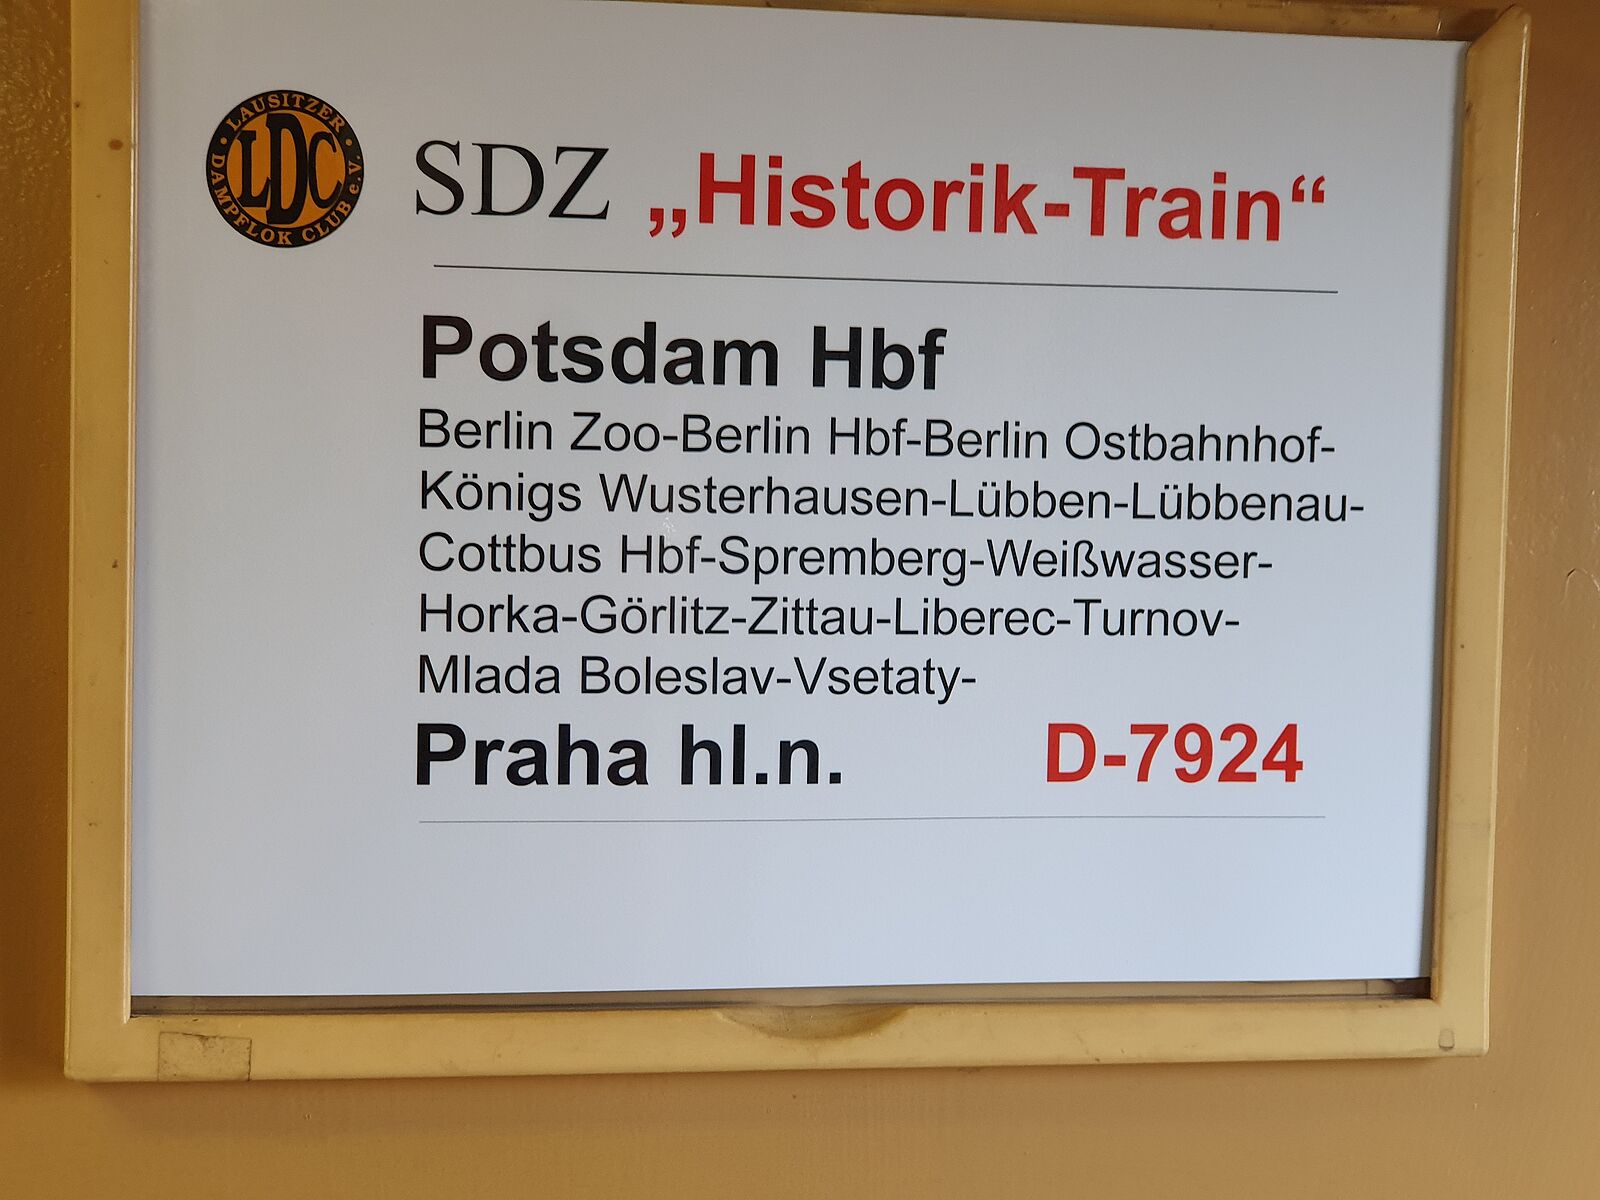 LAUSITZER
LDC
DAMPFLOK CLUB e.V.
SDZ „Historik-Train“
Potsdam Hbf
Berlin Zoo-Berlin Hbf-Berlin Ostbahnhof-
Königs Wusterhausen-Lübben-Lübbenau-
Cottbus Hbf-Spremberg-Weißwasser-
Horka-Görlitz-Zittau-Liberec-Turnov-
Mlada Boleslav-Vsetaty-
Praha hl.n. D-7924